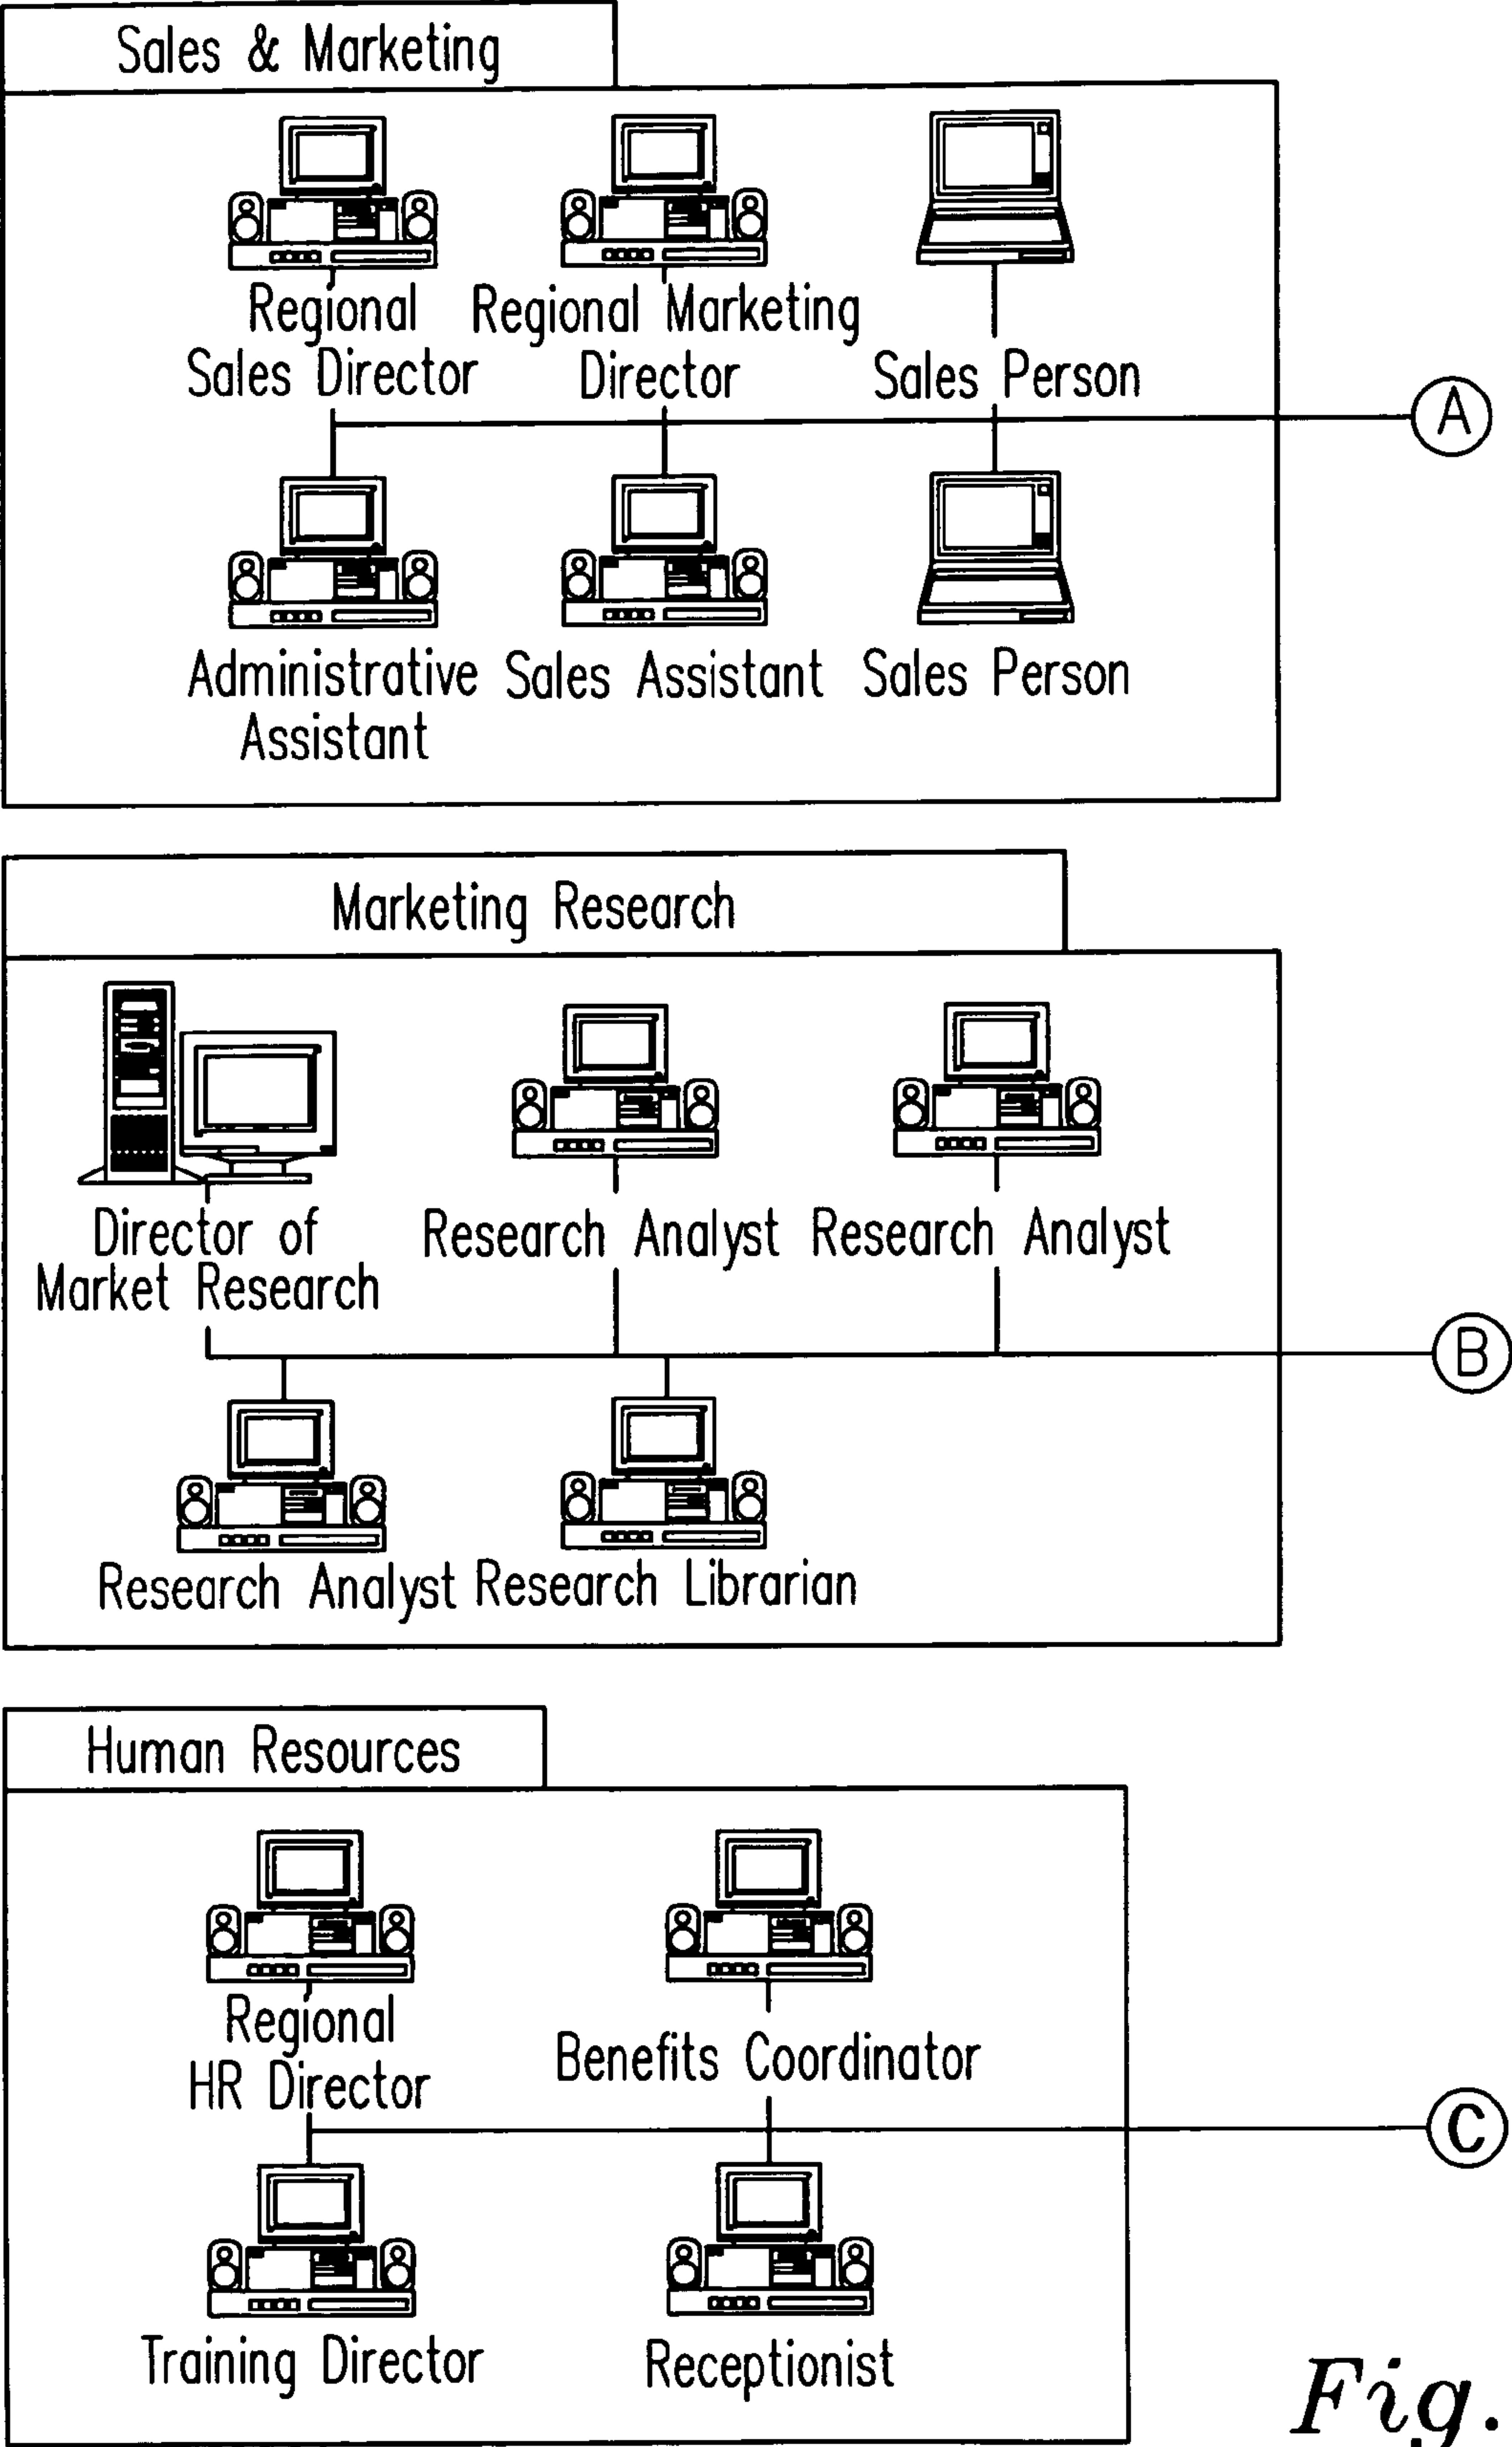 Sales & Marketing
Regional
Sales Director
Regional Marketing
Director
Sales Person
A
Administrative
Assistant
Sales Assistant
Sales Person
Marketing Research
Director of
Market Research
Research Analyst
Research Analyst
B
Research Analyst
Research Librarian
Human Resources
Regional
HR Director
Benefits Coordinator
C
Training Director
Receptionist
Fig.